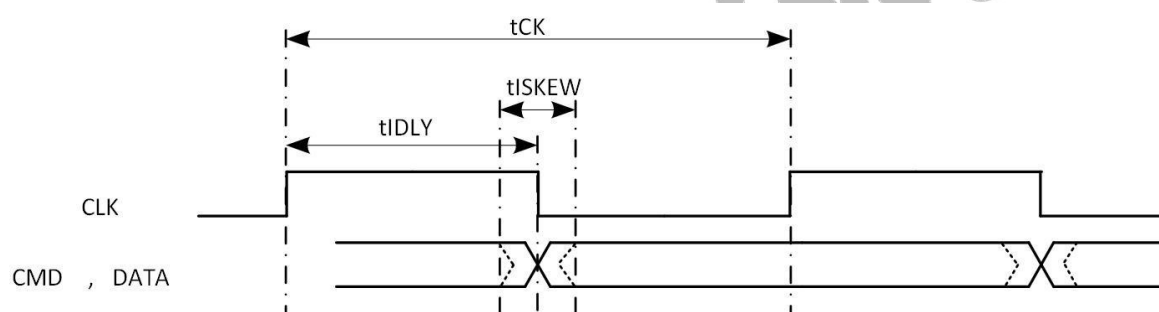 tCK
tISKEW
tIDLY
CLK
CMD , DATA